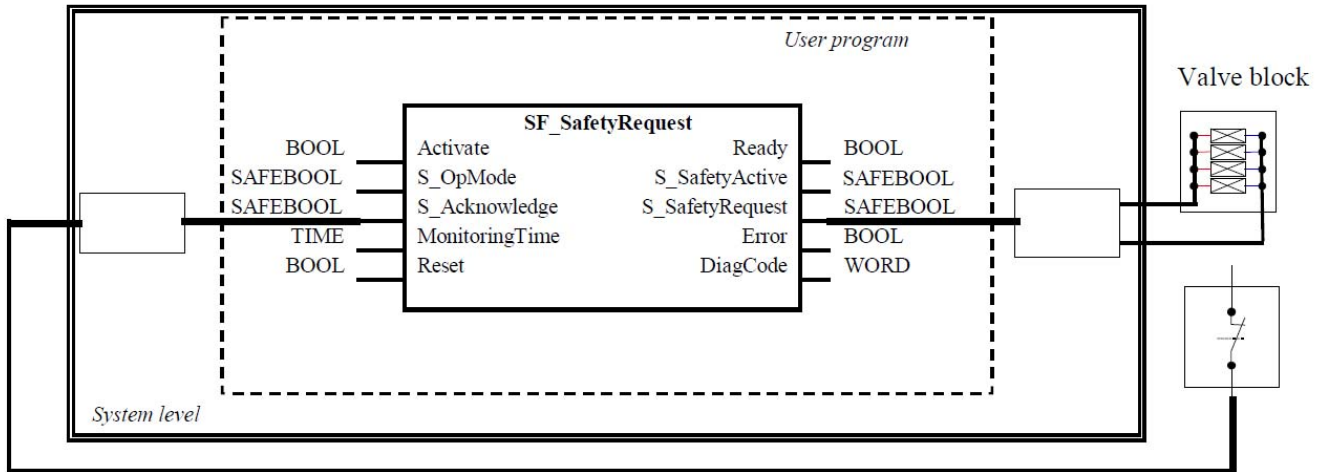 User program
Valve block
SF_SafetyRequest
BOOL Activate Ready BOOL
SAFEBOOL S_OpMode S_SafetyActive SAFEBOOL
SAFEBOOL S_Acknowledge S_SafetyRequest SAFEBOOL
TIME MonitoringTime Error BOOL
BOOL Reset DiagCode WORD
System level